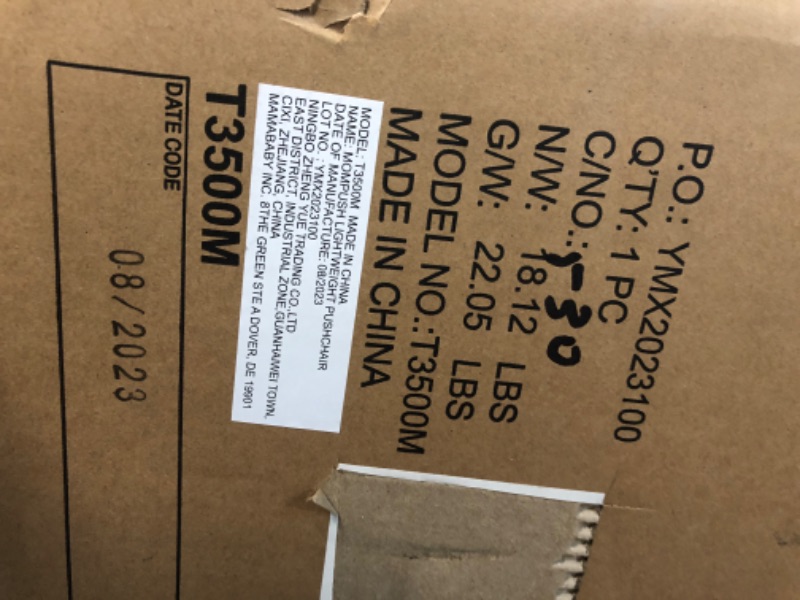 P.O.: YMX2023100
Q'TY: 1 PC
C/NO.:
N/W: 18.12 LBS
G/W: 22.05 LBS
MODEL NO.:T3500M
MADE IN CHINA
MODEL: T3500M MADE IN CHINA
NAME: MOMPUSH LIGHTWEIGHT PUSHCHAIR
DATE OF MANUFACTURE: 08/2023
LOT NO. : YMX2023100
NINGBO ZHENG YUE TRADING CO.,LTD
EAST DISTRICT, INDUSTRIAL ZONE,GUANHAIWEI TOWN,
CIXI, ZHEJIANG, CHINA
MAMABABY INC. 8THE GREEN STE A DOVER, DE 19901
T3500M
DATE CODE
08/2023